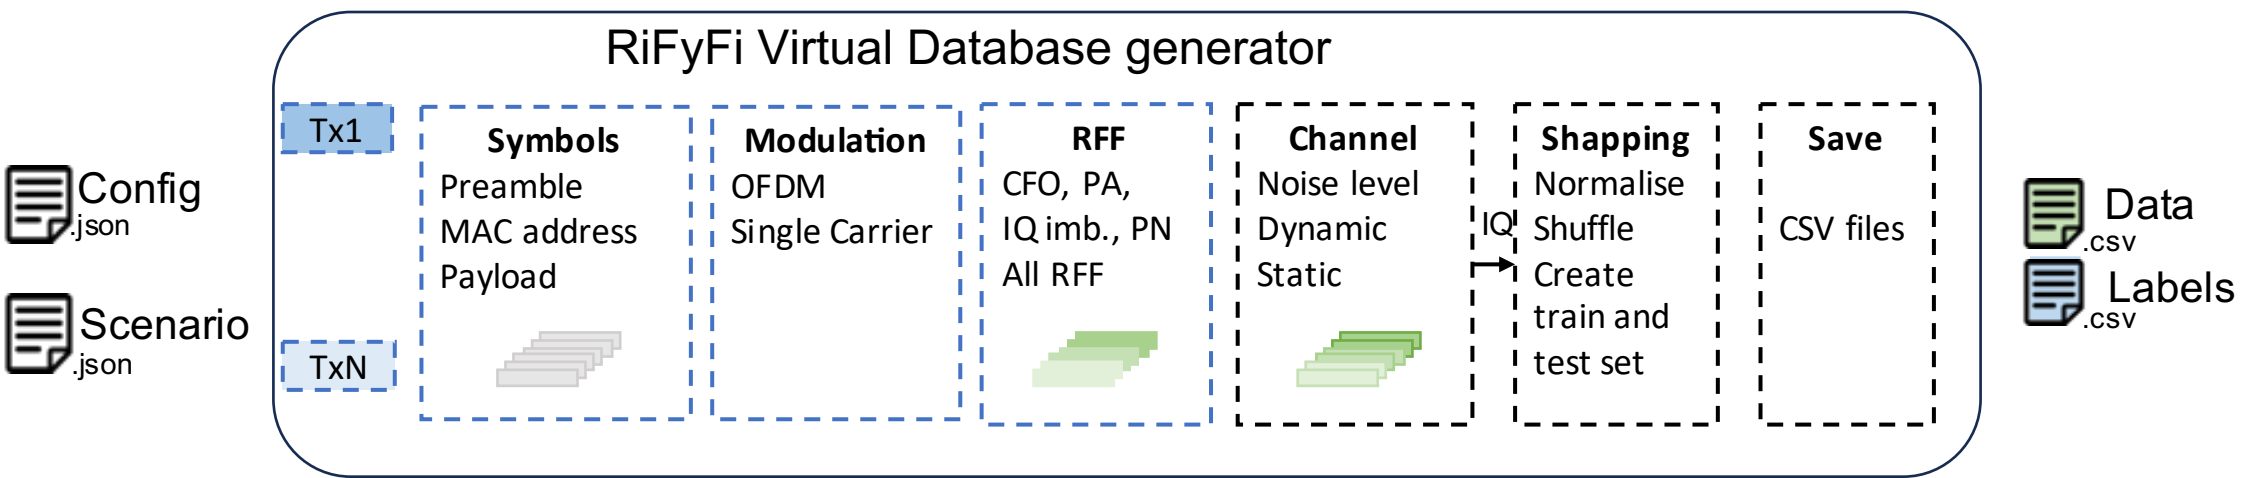 RiFyFi Virtual Database generator
Config
.json
Scenario
.json
Tx1
TxN
Symbols
Preamble
MAC address
Payload
Modulation
OFDM
Single Carrier
RFF
CFO, PA,
IQ imb., PN
All RFF
Channel
Noise level
Dynamic
Static
IQ
Shapping
Normalise
Shuffle
Create
train and
test set
Save
CSV files
Data
.csv
Labels
.csv